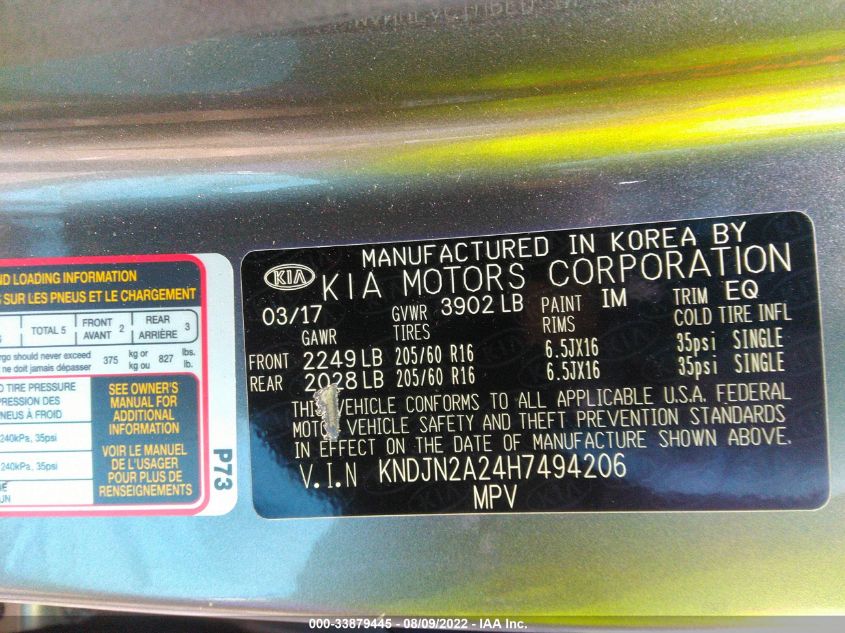 ND LOADING INFORMATION
SUR LES PNEUS ET LE CHARGEMENT
TOTAL 5 FRONT AVANT 2 REAR ARRIÈRE 3
rgo should never exceed 375 kg or 827 lbs.
ne doit jamais dépasser kg ou lb.
D TIRE PRESSURE
PRESSION DES
NEUS À FROID
240kPa, 35psi
240kPa, 35psi
SEE OWNER'S
MANUAL FOR
ADDITIONAL
INFORMATION
VOIR LE MANUEL
DE L'USAGER
POUR PLUS DE
RENSEIGNEMENTS
P73
MANUFACTURED IN KOREA BY
KIA KIA MOTORS CORPORATION
03/17 GVWR 3902 LB PAINT IM TRIM EQ
GAWR TIRES RIMS COLD TIRE INFL
FRONT 2249 LB 205/60 R16 6.5JX16 35psi SINGLE
REAR 2028 LB 205/60 R16 6.5JX16 35psi SINGLE
VEHICLE CONFORMS TO ALL APPLICABLE U.S.A. FEDERAL
VEHICLE SAFETY AND THEFT PREVENTION STANDARDS
IN EFFECT ON THE DATE OF MANUFACTURE SHOWN ABOVE.
V.I.N KNDJN2A24H7494206
MPV
000-33879445 - 08/09/2022 - IAA Inc.